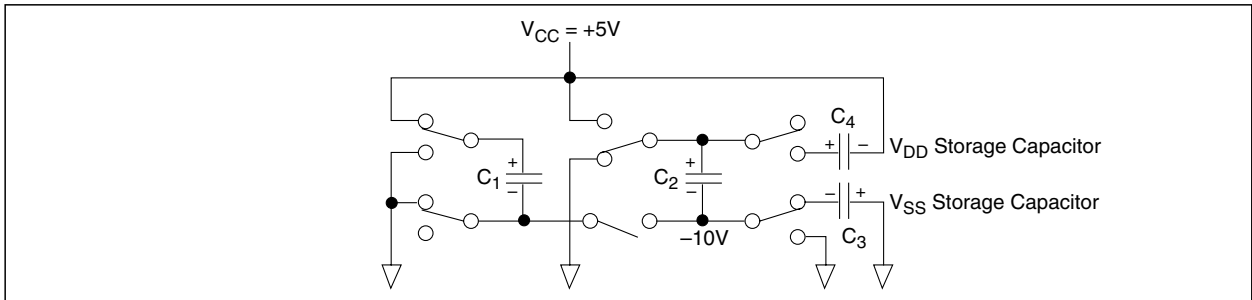 V_CC = +5V
C_4
+ −
V_DD Storage Capacitor
+
C_1
−
+
C_2
−
− +
V_SS Storage Capacitor
C_3
–10V